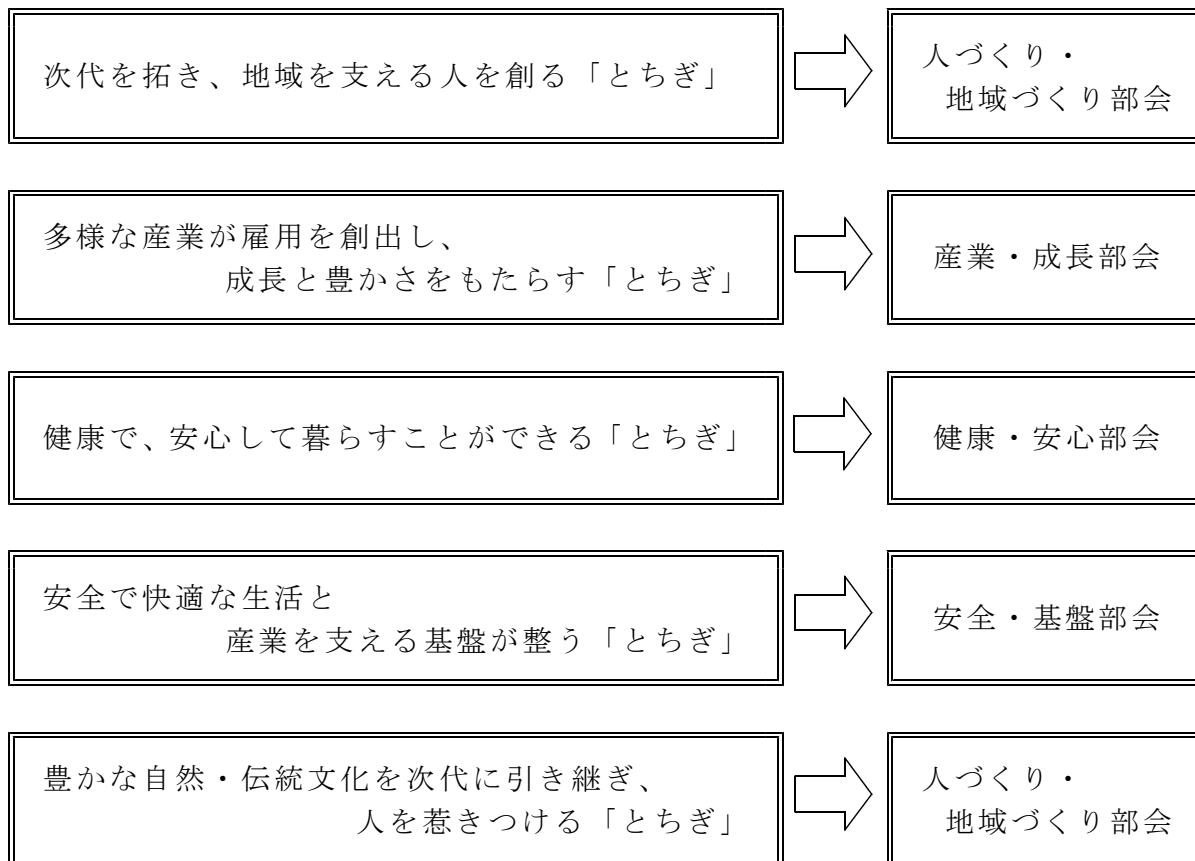 次代を拓き、地域を支える人を創る「とちぎ」
人づくり・
地域づくり部会
多様な産業が雇用を創出し、
成長と豊かさをもたらす「とちぎ」
産業・成長部会
健康で、安心して暮らすことができる「とちぎ」
健康・安心部会
安全で快適な生活と
産業を支える基盤が整う「とちぎ」
安全・基盤部会
豊かな自然・伝統文化を次代に引き継ぎ、
人を惹きつける「とちぎ」
人づくり・
地域づくり部会